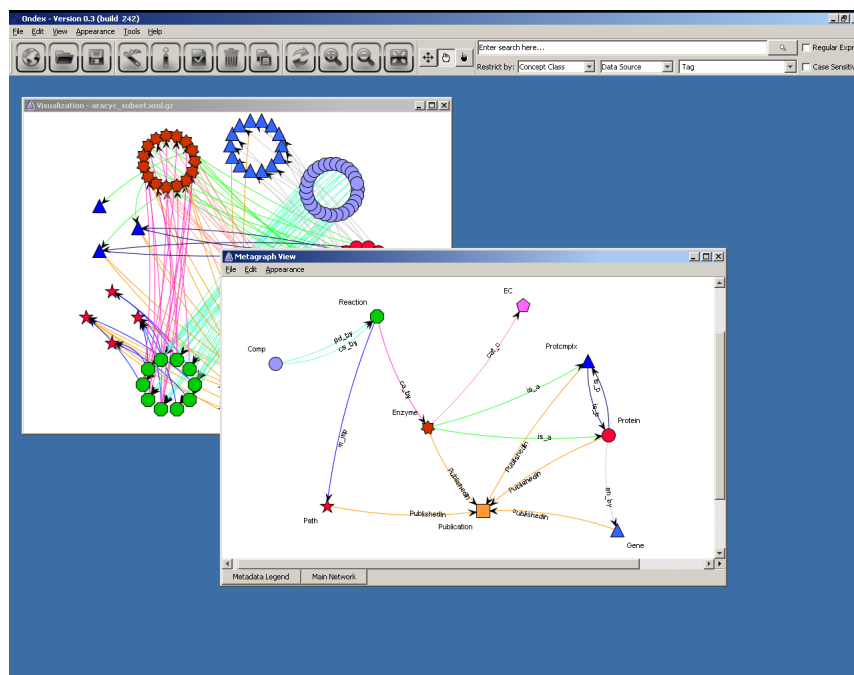 Ondex - Version 0.3 (build 242)
File Edit View Appearance Tools Help
Enter search here...
Regular Expr
Restrict by: Concept Class Data Source Tag
Case Sensitiv
Visualization - aracyc_subset.xml.gz
Metagraph View
File Edit Appearance
EC
Reaction
pd_by
cs_by
Comp
cat_c
Protcmplx
is_a
is_p
is_p
ca_by
Enzyme
Protein
is_a
m_isp
Publishedin
Publishedin
Publishedin
en_by
Path
Publishedin
Publication
Publishedin
Gene
Metadata Legend Main Network